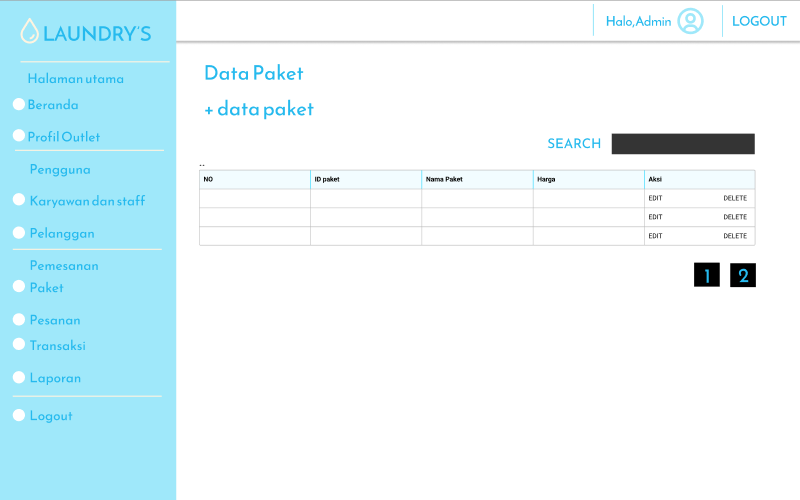 LAUNDRY'S
Halo, Admin
LOGOUT
Halaman utama
Beranda
Profil Outlet
Pengguna
Karyawan dan staff
Pelanggan
Pemesanan
Paket
Pesanan
Transaksi
Laporan
Logout
Data Paket
+ data paket
SEARCH
..
NO ID paket Nama Paket Harga Aksi
EDIT DELETE
EDIT DELETE
EDIT DELETE
1 2